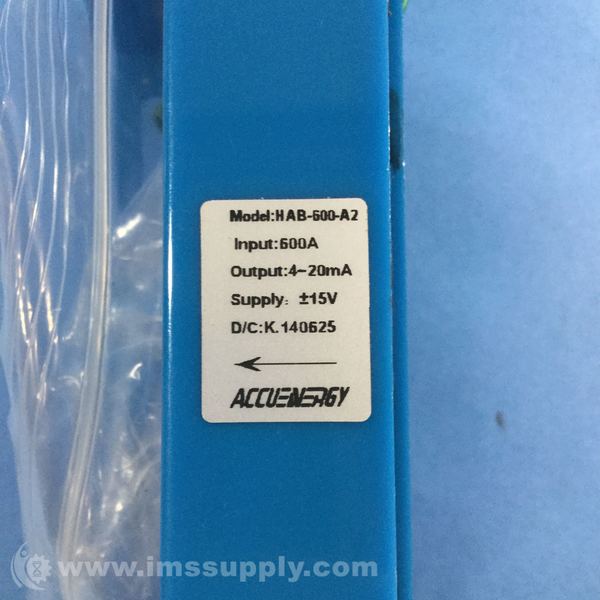 Model:HAB-600-A2
Input:600A
Output:4~20mA
Supply: ±15V
D/C:K.140625
ACCUENERGY
www.imssupply.com